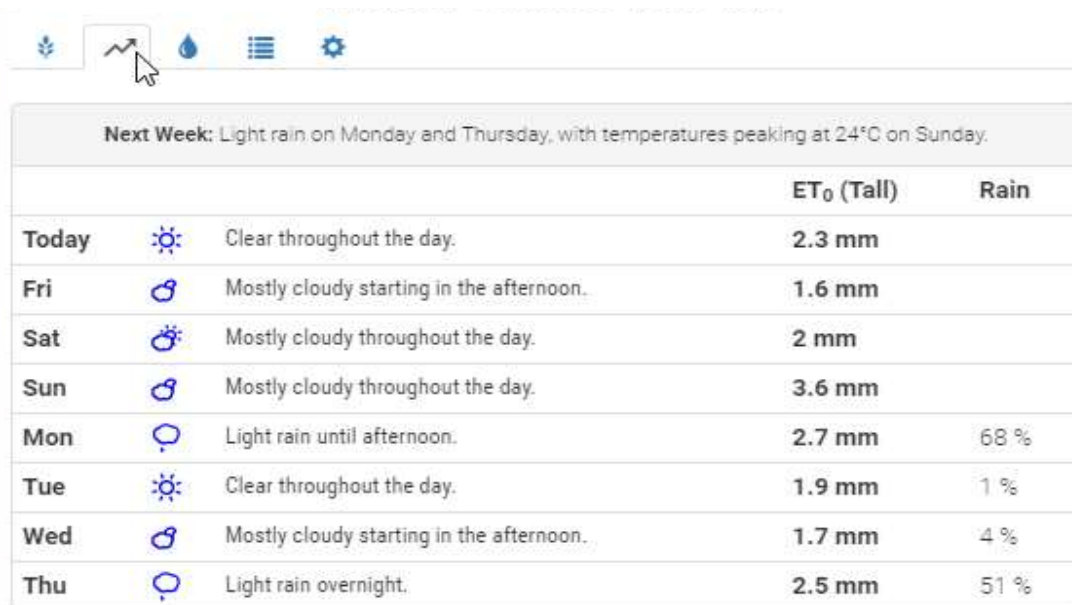 Next Week: Light rain on Monday and Thursday, with temperatures peaking at 24°C on Sunday.
ET₀ (Tall) Rain
Today Clear throughout the day. 2.3 mm
Fri Mostly cloudy starting in the afternoon. 1.6 mm
Sat Mostly cloudy throughout the day. 2 mm
Sun Mostly cloudy throughout the day. 3.6 mm
Mon Light rain until afternoon. 2.7 mm 68 %
Tue Clear throughout the day. 1.9 mm 1 %
Wed Mostly cloudy starting in the afternoon. 1.7 mm 4 %
Thu Light rain overnight. 2.5 mm 51 %